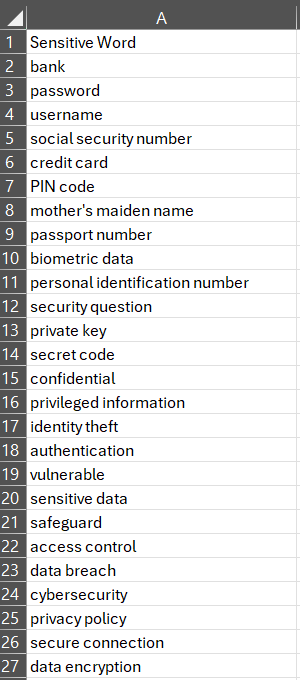 A
1 Sensitive Word
2 bank
3 password
4 username
5 social security number
6 credit card
7 PIN code
8 mother's maiden name
9 passport number
10 biometric data
11 personal identification number
12 security question
13 private key
14 secret code
15 confidential
16 privileged information
17 identity theft
18 authentication
19 vulnerable
20 sensitive data
21 safeguard
22 access control
23 data breach
24 cybersecurity
25 privacy policy
26 secure connection
27 data encryption